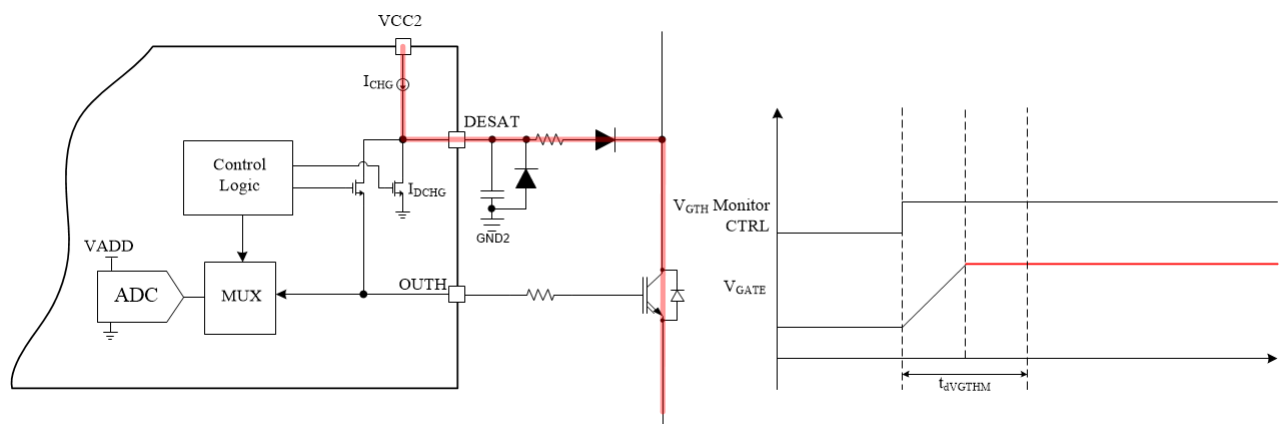 VCC2
ICHG
DESAT
Control
Logic
IDCHG
GND2
VADD
ADC
MUX
OUTH
VGTH Monitor
CTRL
VGATE
tdVGTHM